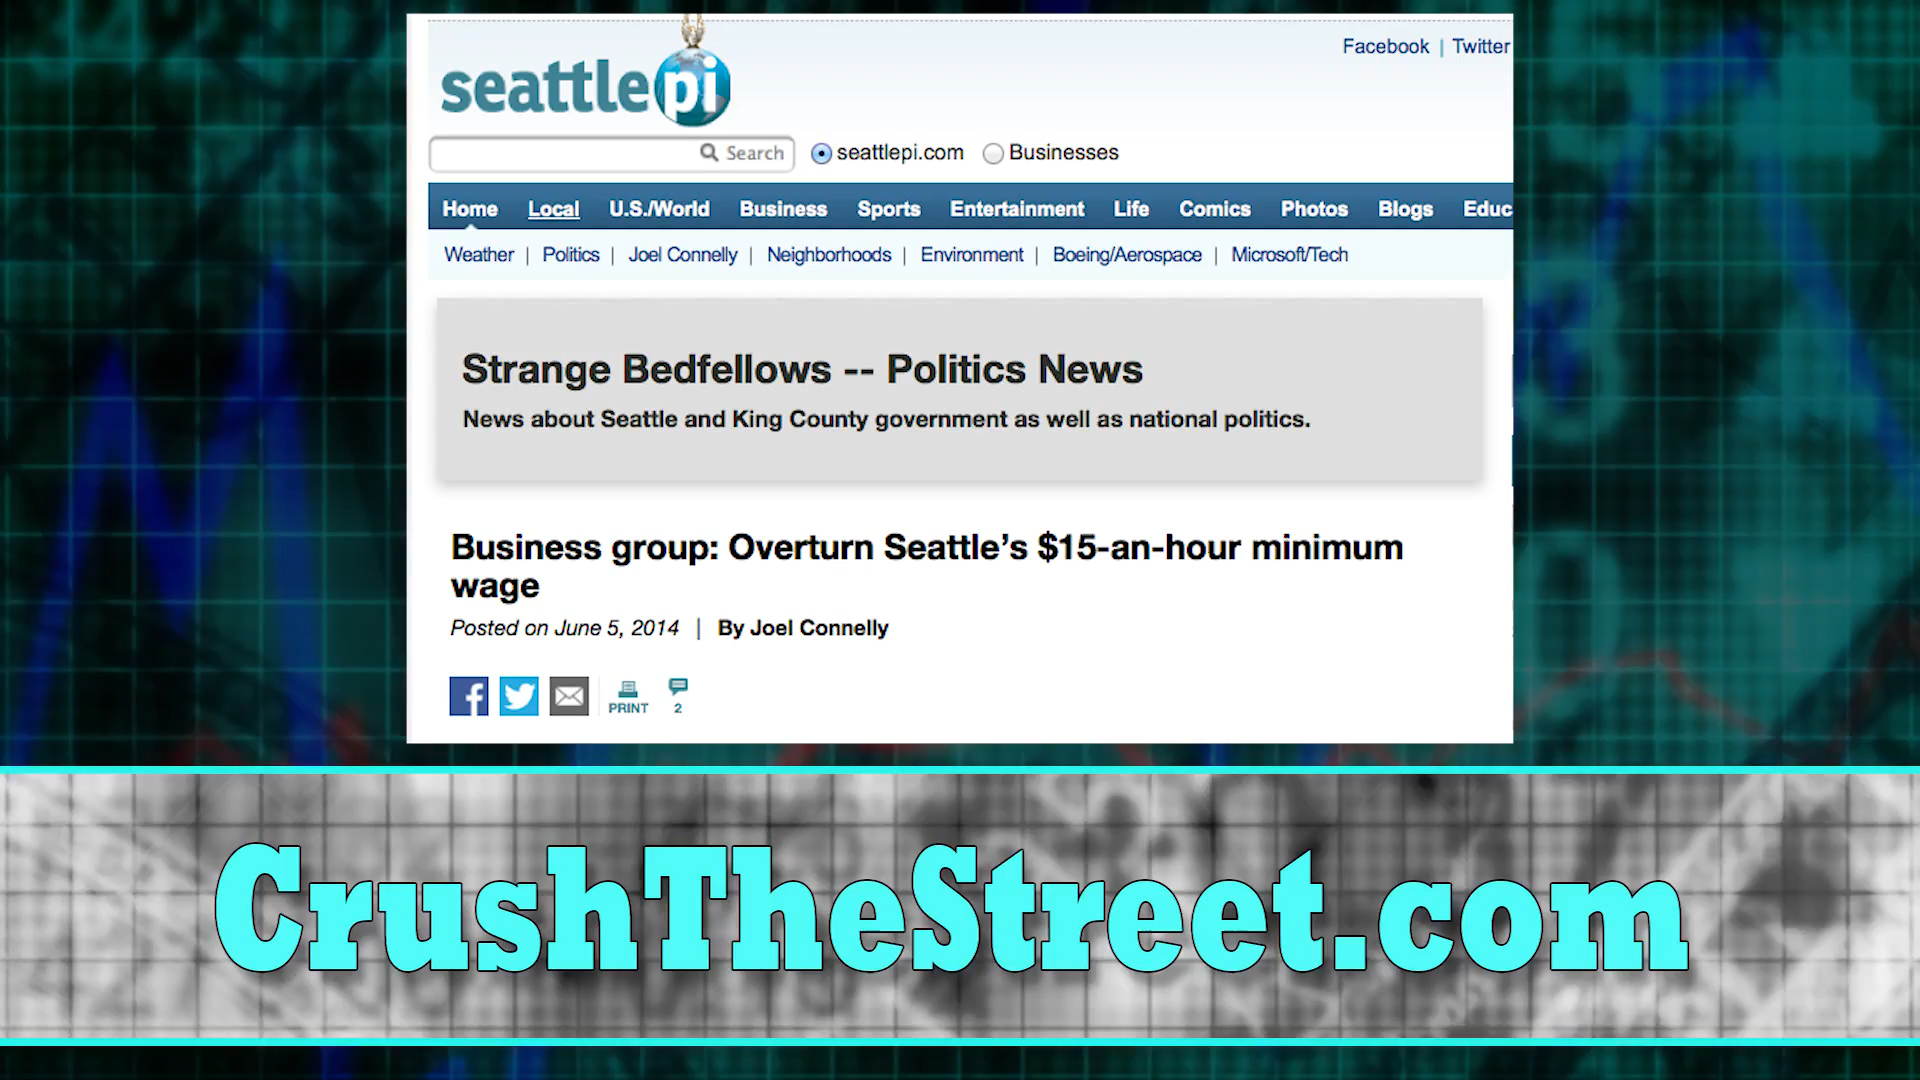 seattlepi
Facebook | Twitter
Search seattlepi.com Businesses
Home Local U.S./World Business Sports Entertainment Life Comics Photos Blogs Educ
Weather | Politics | Joel Connelly | Neighborhoods | Environment | Boeing/Aerospace | Microsoft/Tech
Strange Bedfellows -- Politics News
News about Seattle and King County government as well as national politics.
Business group: Overturn Seattle’s $15-an-hour minimum
wage
Posted on June 5, 2014 | By Joel Connelly
PRINT 2
CrushTheStreet.com